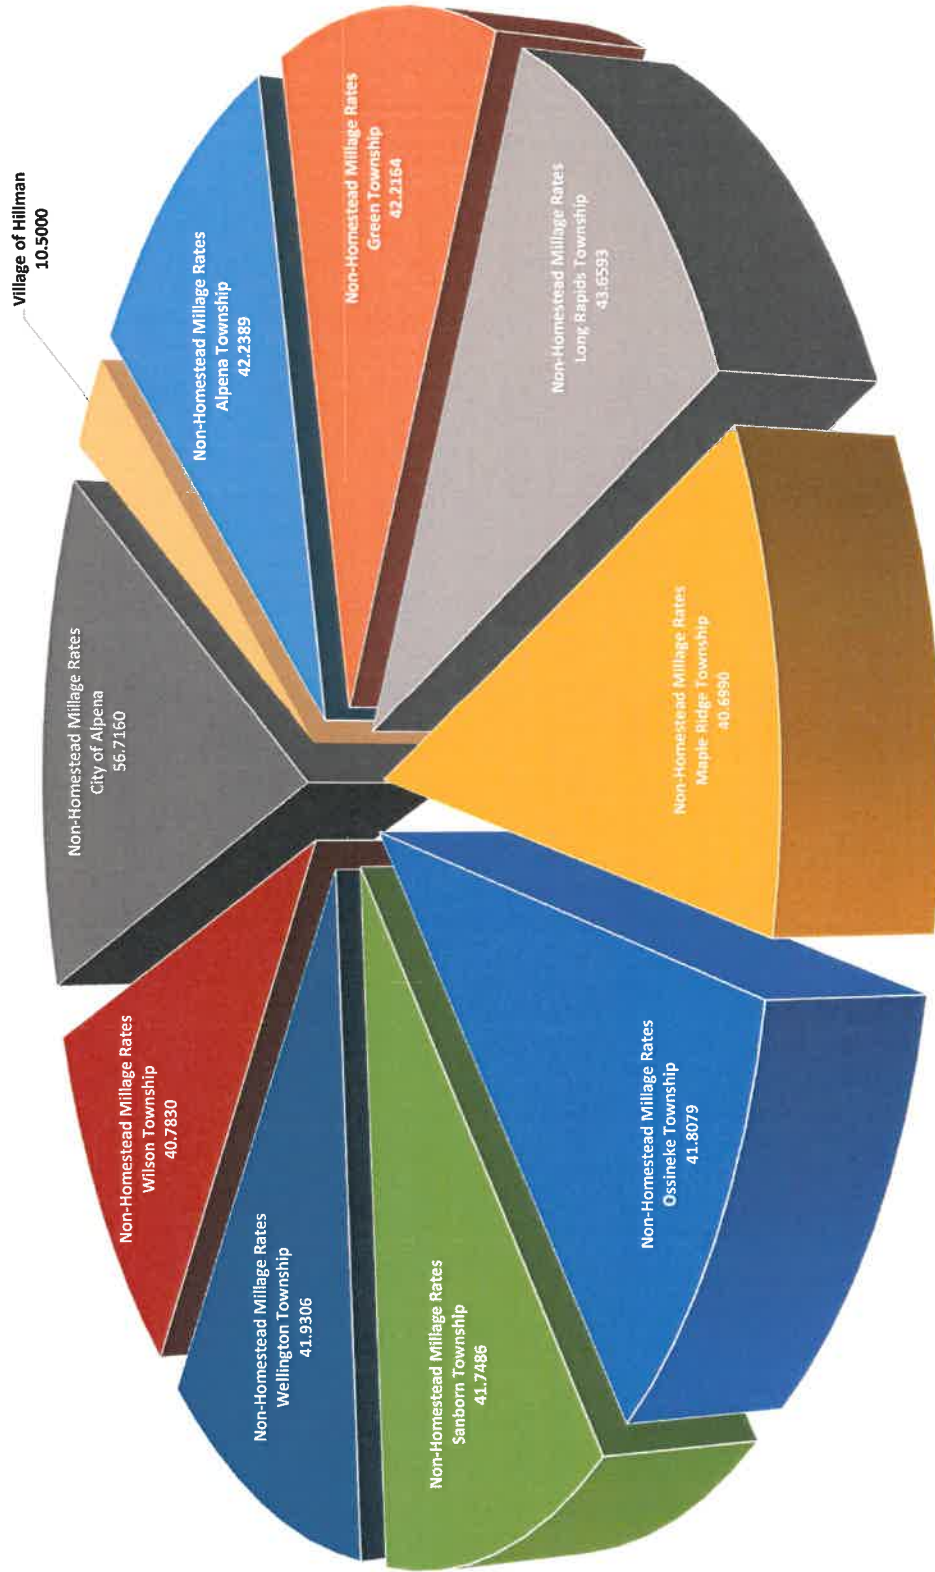 Village of Hillman
10.5000
Non-Homestead Millage Rates
Alpena Township
42.2389
Non-Homestead Millage Rates
Green Township
42.2164
Non-Homestead Millage Rates
Long Rapids Township
43.6593
Non-Homestead Millage Rates
Maple Ridge Township
40.6990
Non-Homestead Millage Rates
Ossineke Township
41.8079
Non-Homestead Millage Rates
Sanborn Township
41.7486
Non-Homestead Millage Rates
Wellington Township
41.9306
Non-Homestead Millage Rates
Wilson Township
40.7830
Non-Homestead Millage Rates
City of Alpena
56.7160